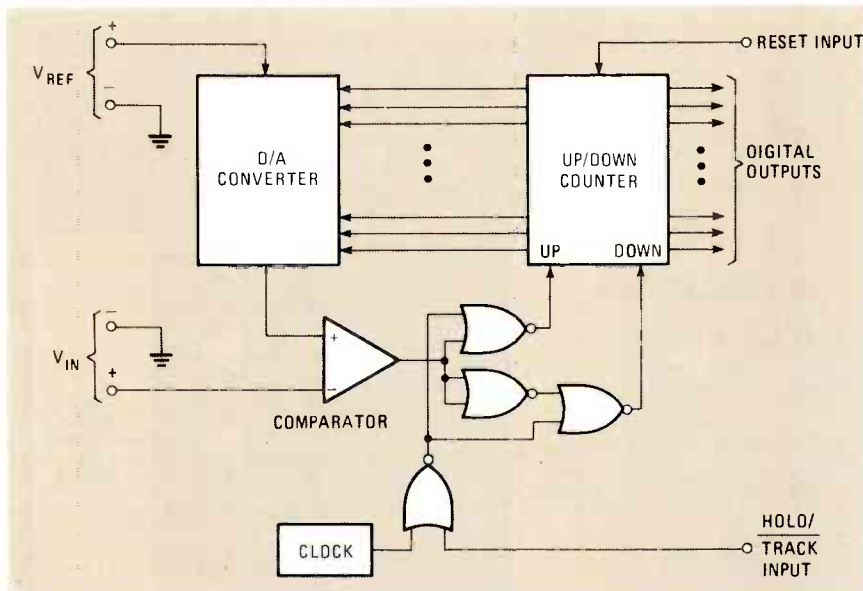 +
V REF
−
RESET INPUT
D/A
CONVERTER
UP/DOWN
COUNTER
DIGITAL
OUTPUTS
UP
DOWN
−
V IN
+
+
−
COMPARATOR
CLOCK
HOLD/
TRACK
INPUT